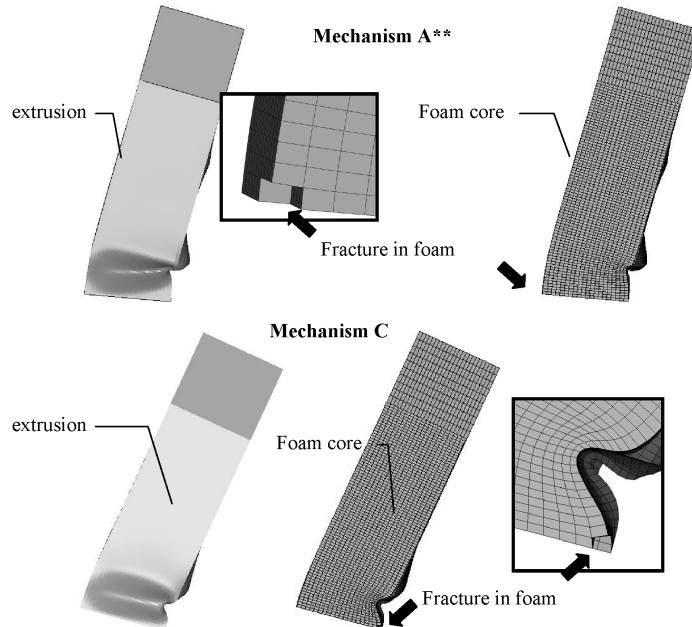 Mechanism A**
extrusion
Foam core
Fracture in foam
Mechanism C
extrusion
Foam core
Fracture in foam